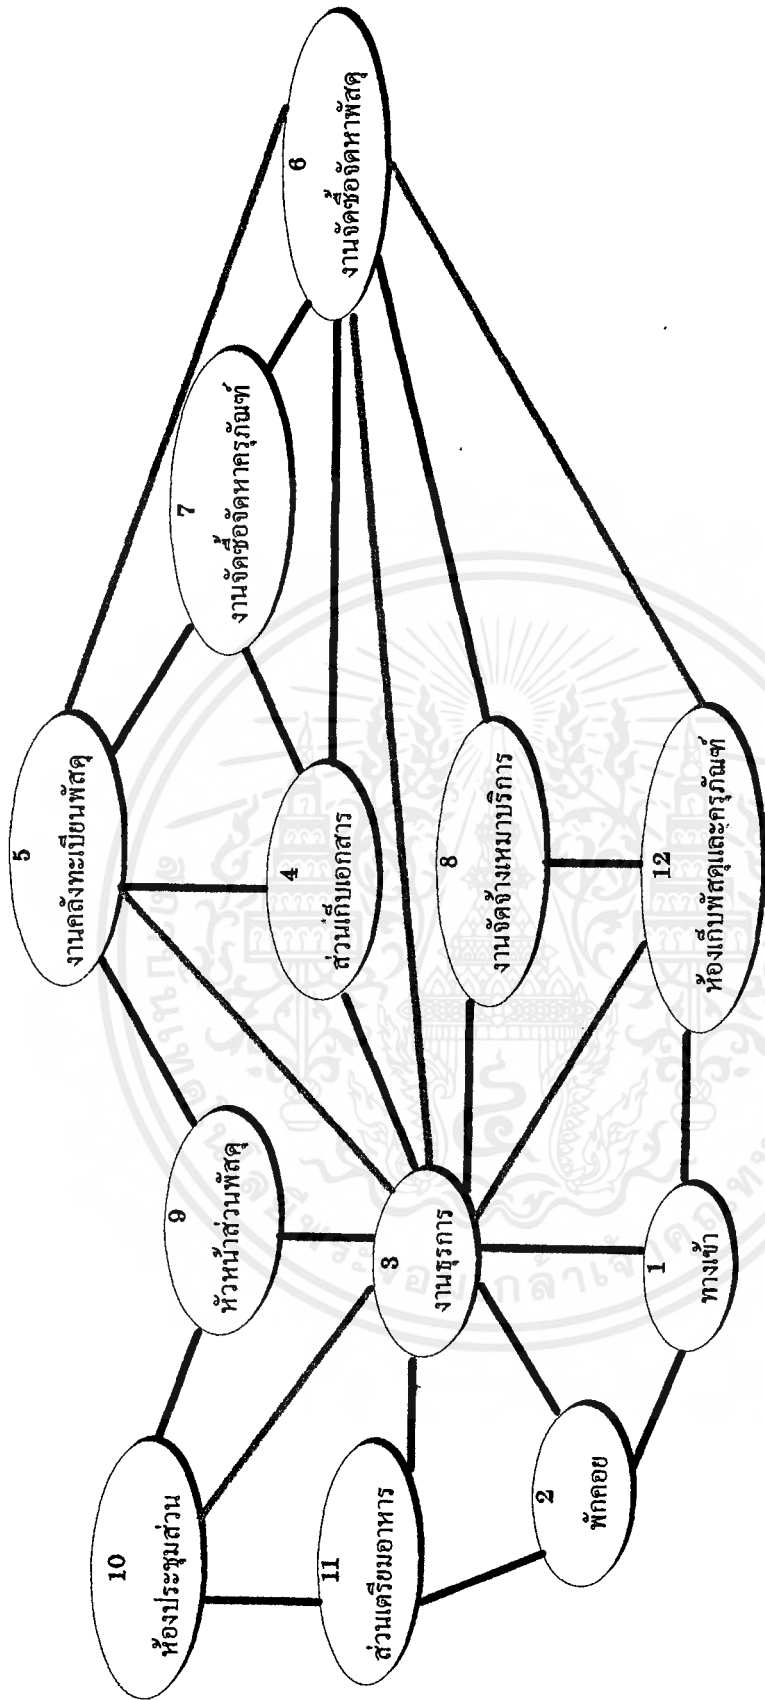 5
งานคลังทะเบียนพัสดุ
10
ห้องประชุมส่วน
9
หัวหน้าส่วนพัสดุ
7
งานจัดซื้อจัดหาครุภัณฑ์
6
งานจัดซื้อจัดหาพัสดุ
4
ส่วนเก็บเอกสาร
11
ส่วนเตรียมอาหาร
3
งานธุรการ
8
งานจัดจ้างเหมาบริการ
2
พักคอย
1
ทางเข้า
12
ห้องเก็บพัสดุและครุภัณฑ์